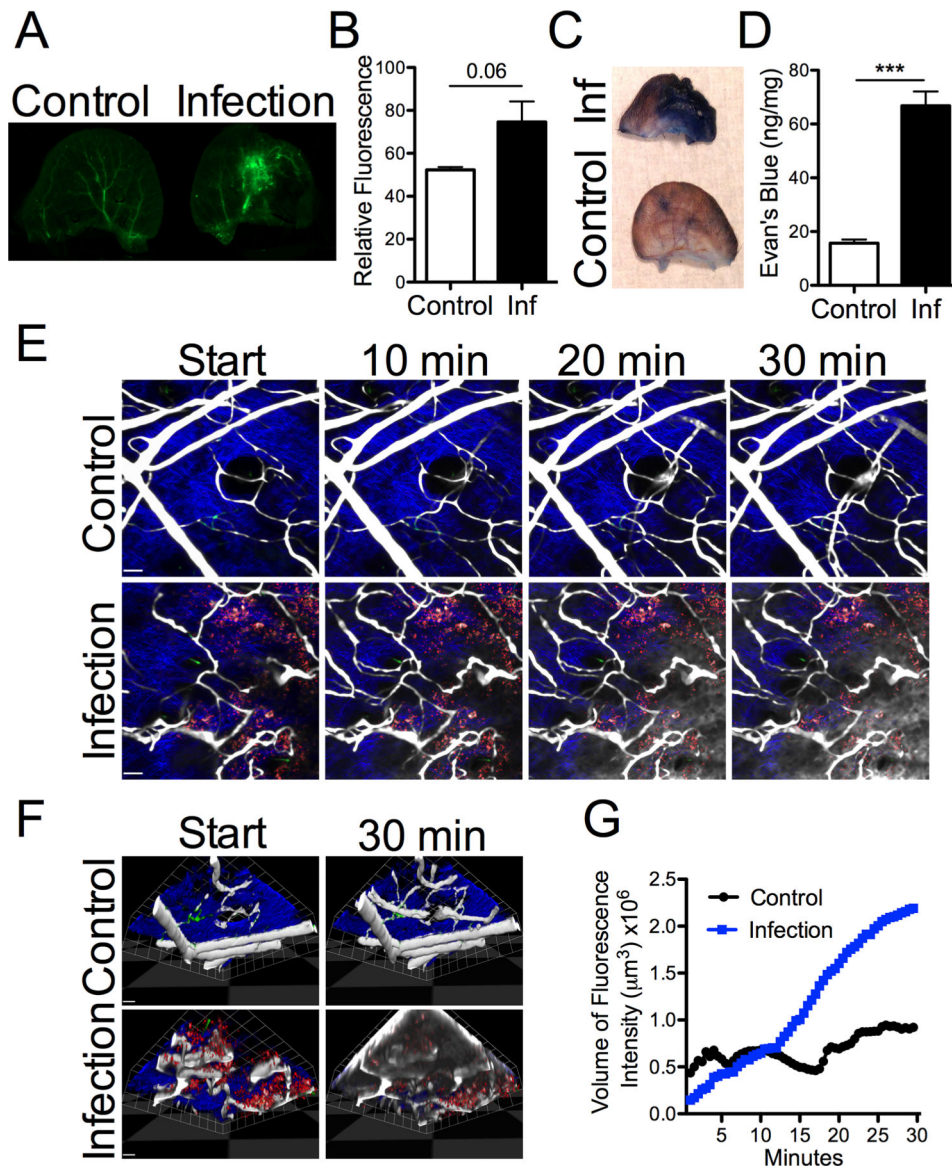 A
Control Infection
B
Relative Fluorescence
100
80
60
40
20
0
0.06
Control Inf
C
Inf
Control
D
Evan's Blue (ng/mg)
80
60
40
20
0
***
Control Inf
E
Start 10 min 20 min 30 min
Control
Infection
F
Start 30 min
Control
Infection
G
Volume of Fluorescence
Intensity (μm³) x10⁶
2.5
2.0
1.5
1.0
0.5
0.0
Control
Infection
5 10 15 20 25 30
Minutes